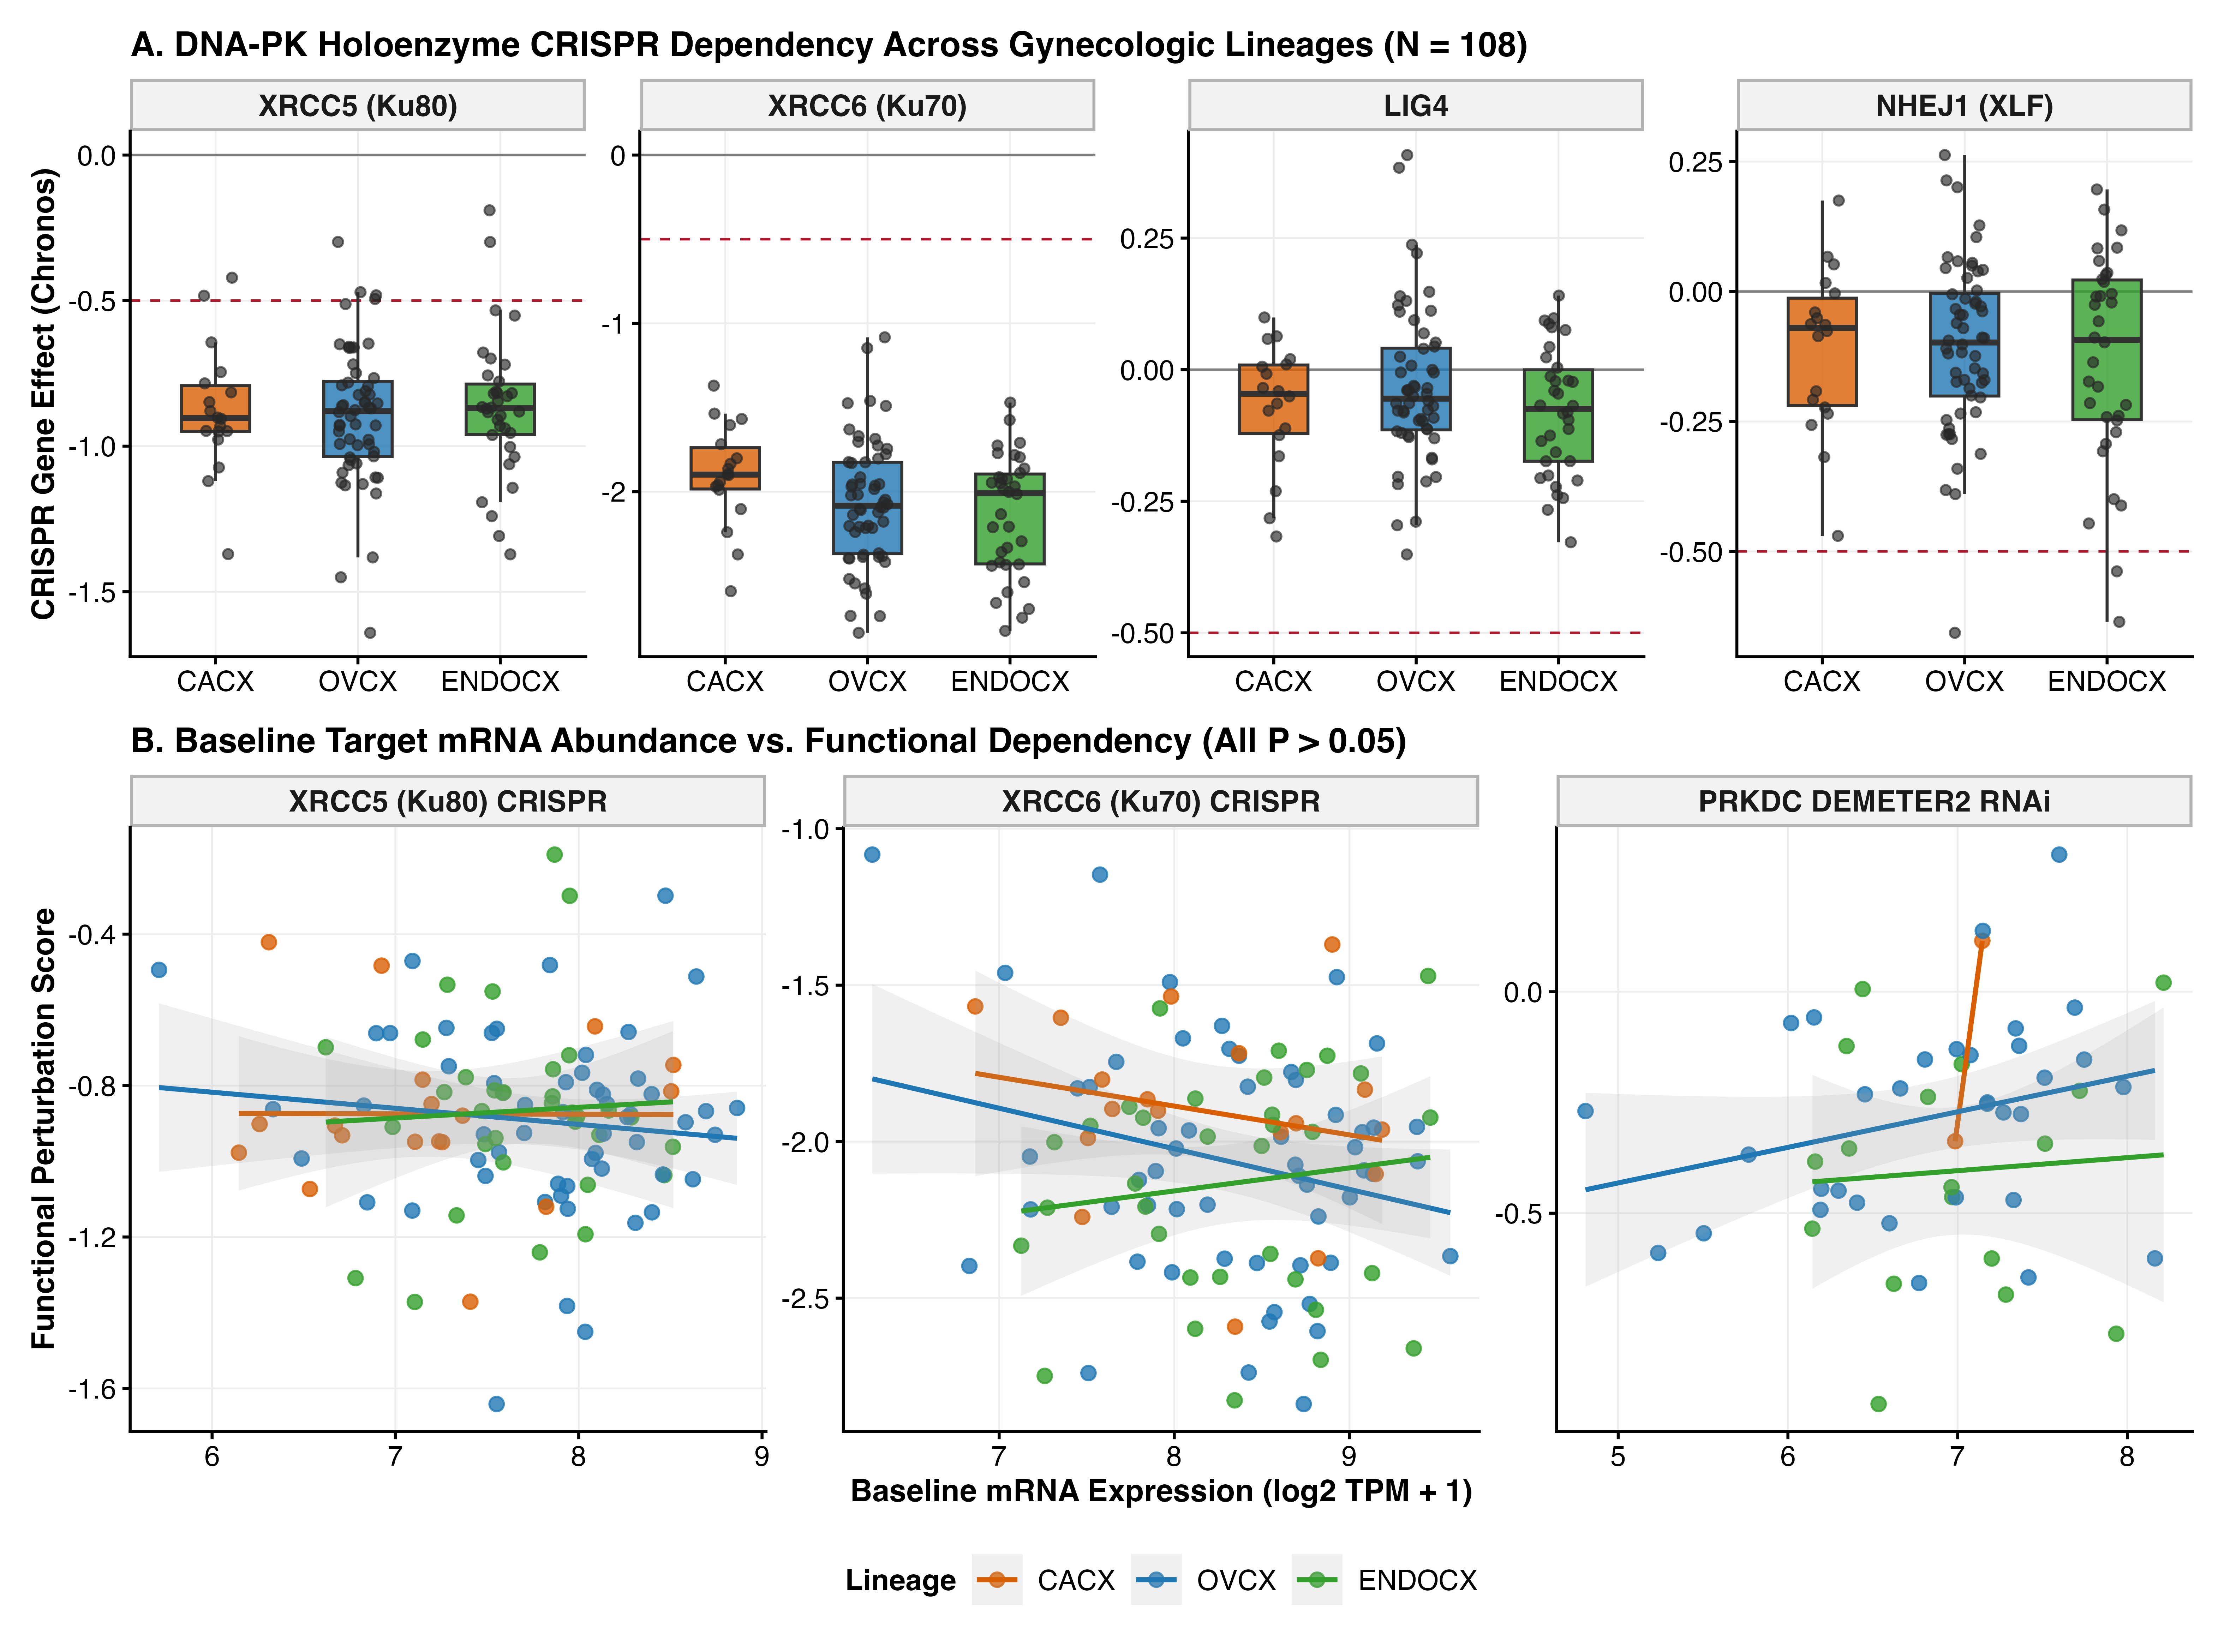 A. DNA-PK Holoenzyme CRISPR Dependency Across Gynecologic Lineages (N = 108)
XRCC5 (Ku80)
XRCC6 (Ku70)
LIG4
NHEJ1 (XLF)
CRISPR Gene Effect (Chronos)
0.0
-0.5
-1.0
-1.5
0
-1
-2
0.25
0.00
-0.25
-0.50
0.25
0.00
-0.25
-0.50
CACX OVCX ENDOCX
CACX OVCX ENDOCX
CACX OVCX ENDOCX
CACX OVCX ENDOCX
B. Baseline Target mRNA Abundance vs. Functional Dependency (All P > 0.05)
XRCC5 (Ku80) CRISPR
XRCC6 (Ku70) CRISPR
PRKDC DEMETER2 RNAi
Functional Perturbation Score
-0.4
-0.8
-1.2
-1.6
-1.0
-1.5
-2.0
-2.5
0.0
-0.5
6 7 8 9
7 8 9
5 6 7 8
Baseline mRNA Expression (log2 TPM + 1)
Lineage CACX OVCX ENDOCX